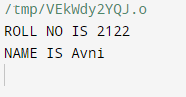 /tmp/VEkWdy2YQJ.o
ROLL NO IS 2122
NAME IS Avni